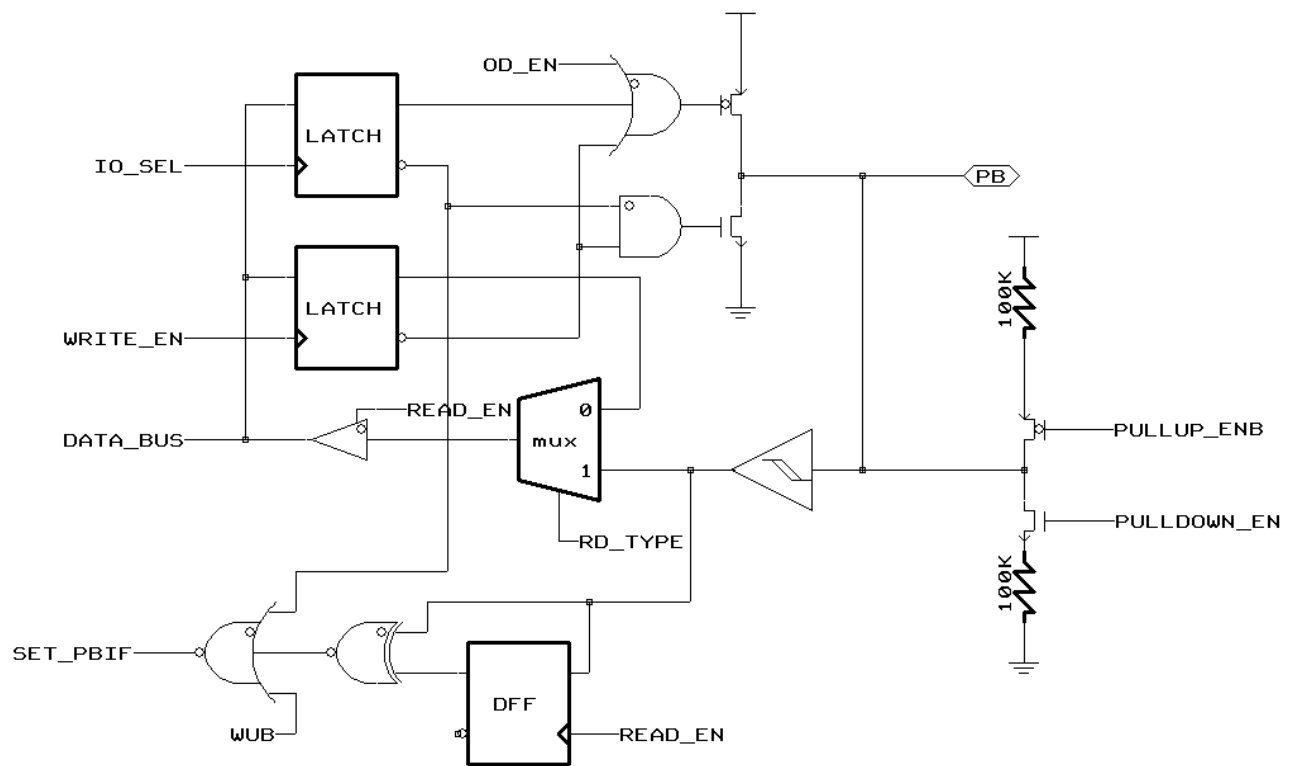 OD_EN
LATCH
IO_SEL
PB
LATCH
100K
WRITE_EN
READ_EN
0
DATA_BUS
mux
PULLUP_ENB
1
PULLDOWN_EN
RD_TYPE
100K
SET_PBIF
DFF
WUB
READ_EN